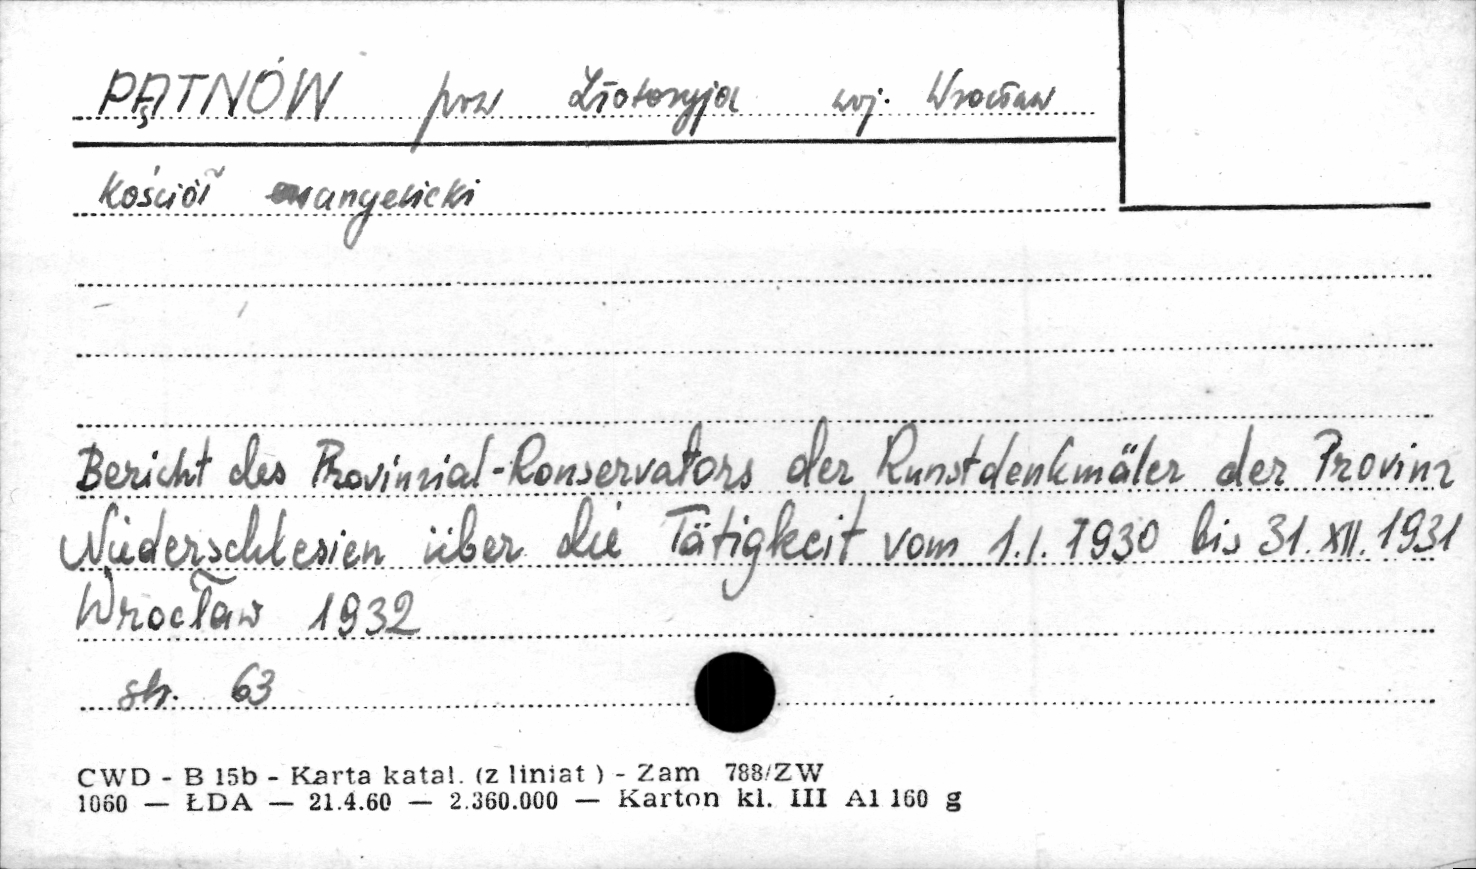 PĄTNÓW pow Złotoryja woj. Wrocław
Kościół ewangelicki
Bericht des Provinzial-Konservators der Kunstdenkmäler der Provinz
Niederschlesien über die Tätigkeit vom 1.I. 1930 bis 31. XII. 1931
Wrocław 1932
str. 63
CWD - B 15b - Karta katal. (z liniat ) - Zam 788/ZW
1060 — ŁDA — 21.4.60 — 2.360.000 — Karton kl. III A1 160 g